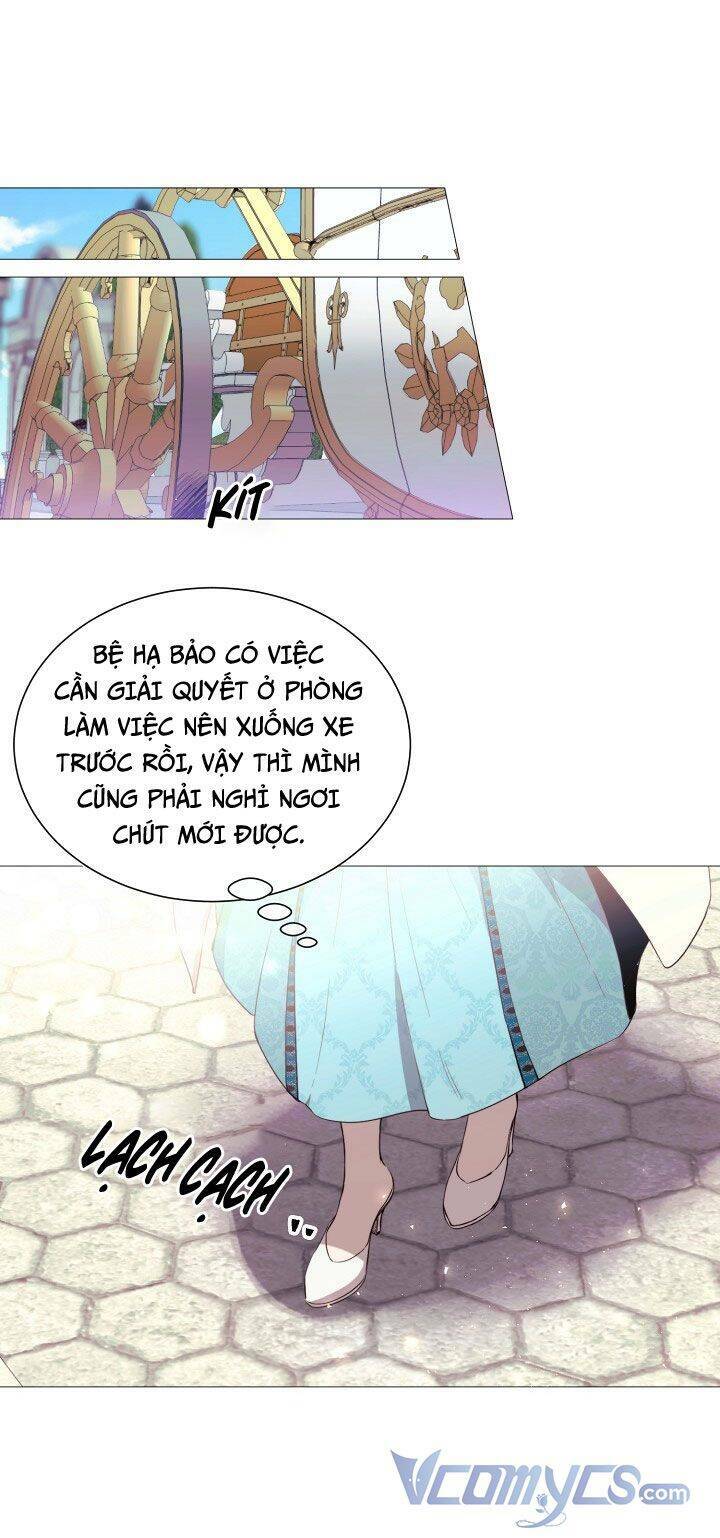 KÍT
BỆ HẠ BẢO CÓ VIỆC
CẦN GIẢI QUYẾT Ở PHÒNG
LÀM VIỆC NÊN XUỐNG XE
TRƯỚC RỒI, VẬY THÌ MÌNH
CŨNG PHẢI NGHỈ NGƠI
CHÚT MỚI ĐƯỢC.
LẠCH CẠCH
VCOMYCS.com